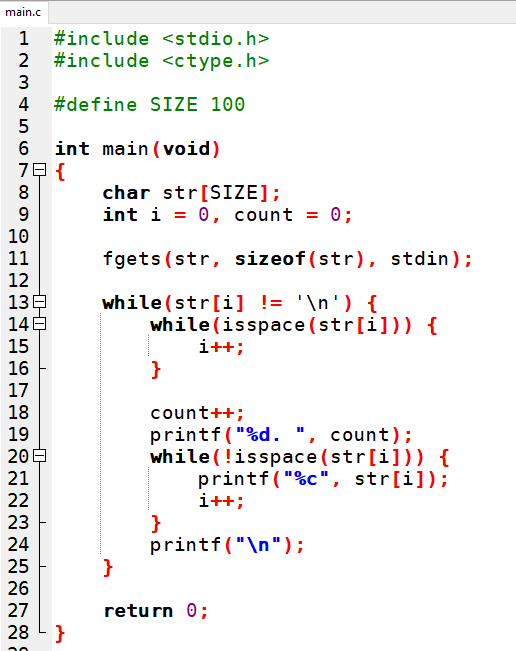 main.c
1 #include <stdio.h>
2 #include <ctype.h>
3
4 #define SIZE 100
5
6 int main(void)
7 {
8     char str[SIZE];
9     int i = 0, count = 0;
10
11     fgets(str, sizeof(str), stdin);
12
13     while(str[i] != '\n') {
14         while(isspace(str[i])) {
15             i++;
16         }
17
18         count++;
19         printf("%d. ", count);
20         while(!isspace(str[i])) {
21             printf("%c", str[i]);
22             i++;
23         }
24         printf("\n");
25     }
26
27     return 0;
28 }